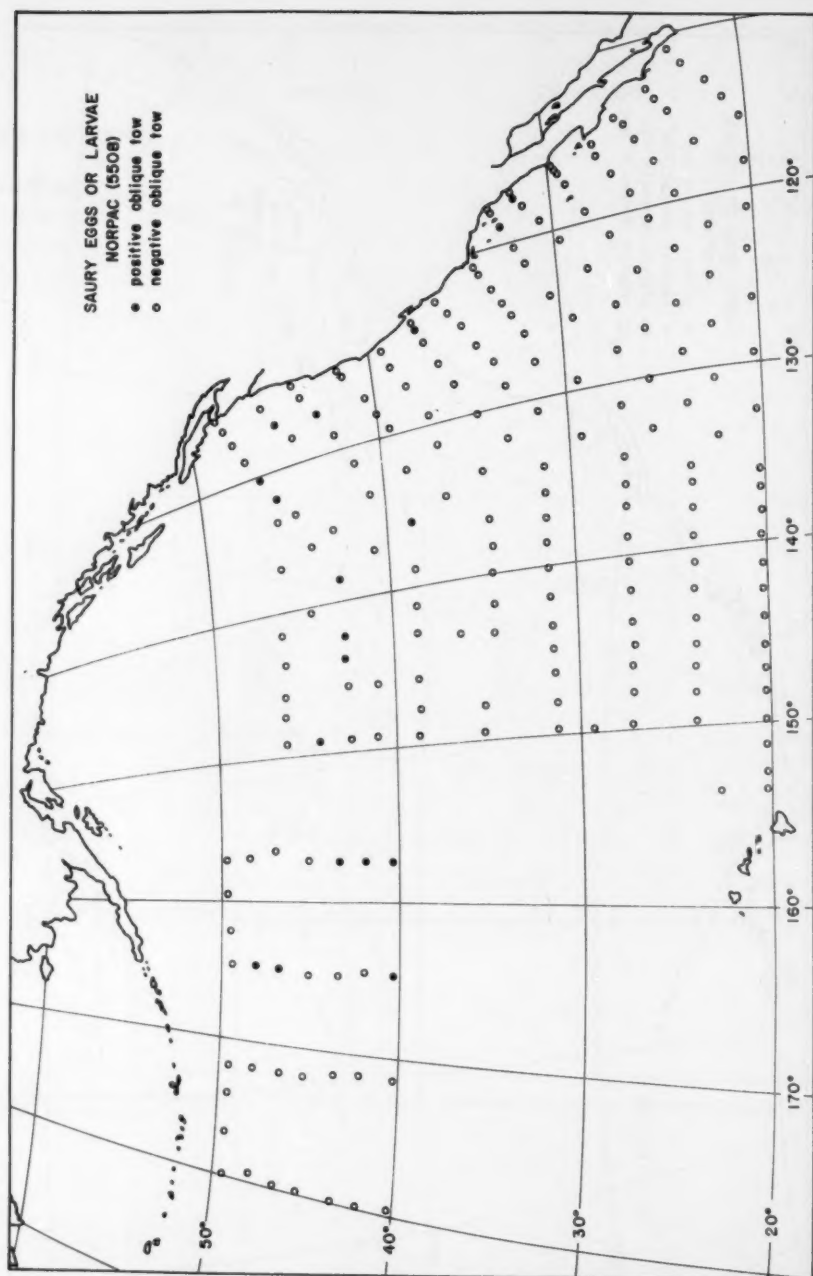 SAURY EGGS OR LARVAE
NORPAC (5508)
• positive oblique tow
o negative oblique tow
50°
40°
30°
20°
170°
160°
150°
140°
130°
120°